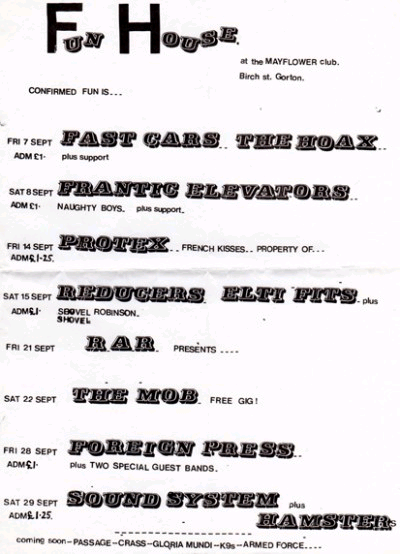 FUN HOUSE.
at the MAYFLOWER club.
Birch st. Gorton.
CONFIRMED FUN IS...
FRI 7 SEPT FAST CARS.. THE HOAX..
ADM £1· plus support
SAT 8 SEPT FRANTIC ELEVATORS..
ADM £1· NAUGHTY BOYS. plus support.
FRI 14 SEPT PROTEX.. FRENCH KISSES.. PROPERTY OF...
ADM £1·25.
SAT 15 SEPT REDUCERS ELTI FITS. plus
ADM £1· ROBINSON.
SHOVEL
FRI 21 SEPT R.A.R. PRESENTS ....
SAT 22 SEPT THE MOB. FREE GIG!
FRI 28 SEPT FOREIGN PRESS..
ADM £1· plus TWO SPECIAL GUEST BANDS.
SAT 29 SEPT SOUND SYSTEM plus
ADM £1·25. HAMSTERS
coming soon--PASSAGE--CRASS--GLORIA MUNDI--K9s--ARMED FORCE....